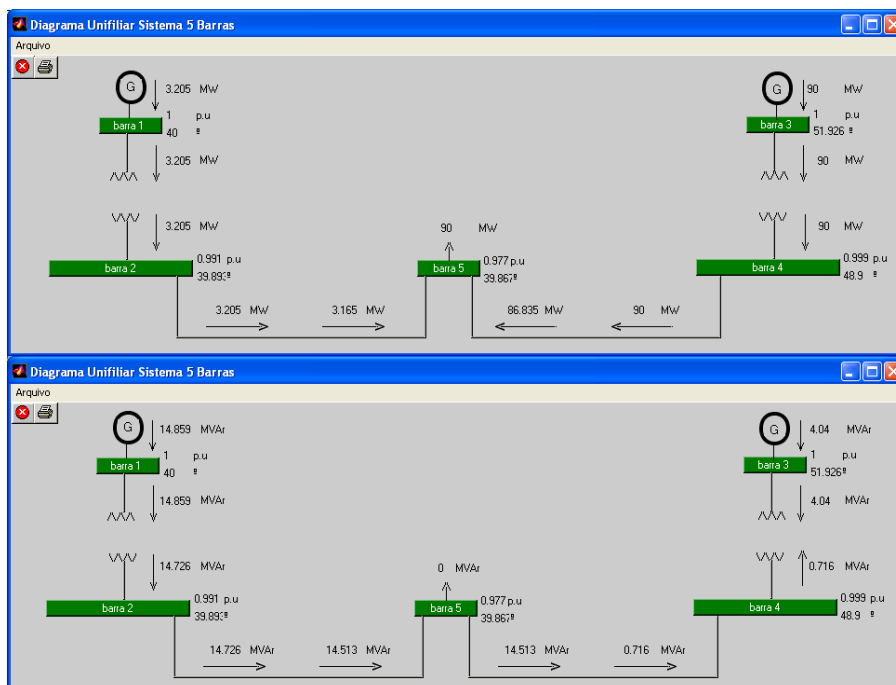 Diagrama Unifiliar Sistema 5 Barras
Arquivo
G 3.205 MW G 90 MW
1 p.u 1 p.u
barra 1 barra 3
40 º 51.926 º
3.205 MW 90 MW
3.205 MW 90 MW 90 MW
0.991 p.u 0.977 p.u 0.999 p.u
barra 2 barra 5 barra 4
39.893º 39.867º 48.9 º
3.205 MW 3.165 MW 86.835 MW 90 MW
Diagrama Unifiliar Sistema 5 Barras
Arquivo
G 14.859 MVAr G 4.04 MVAr
1 p.u 1 p.u
barra 1 barra 3
40 º 51.926º
14.859 MVAr 4.04 MVAr
14.726 MVAr 0 MVAr 0.716 MVAr
0.991 p.u 0.977 p.u 0.999 p.u
barra 2 barra 5 barra 4
39.893º 39.867º 48.9 º
14.726 MVAr 14.513 MVAr 14.513 MVAr 0.716 MVAr